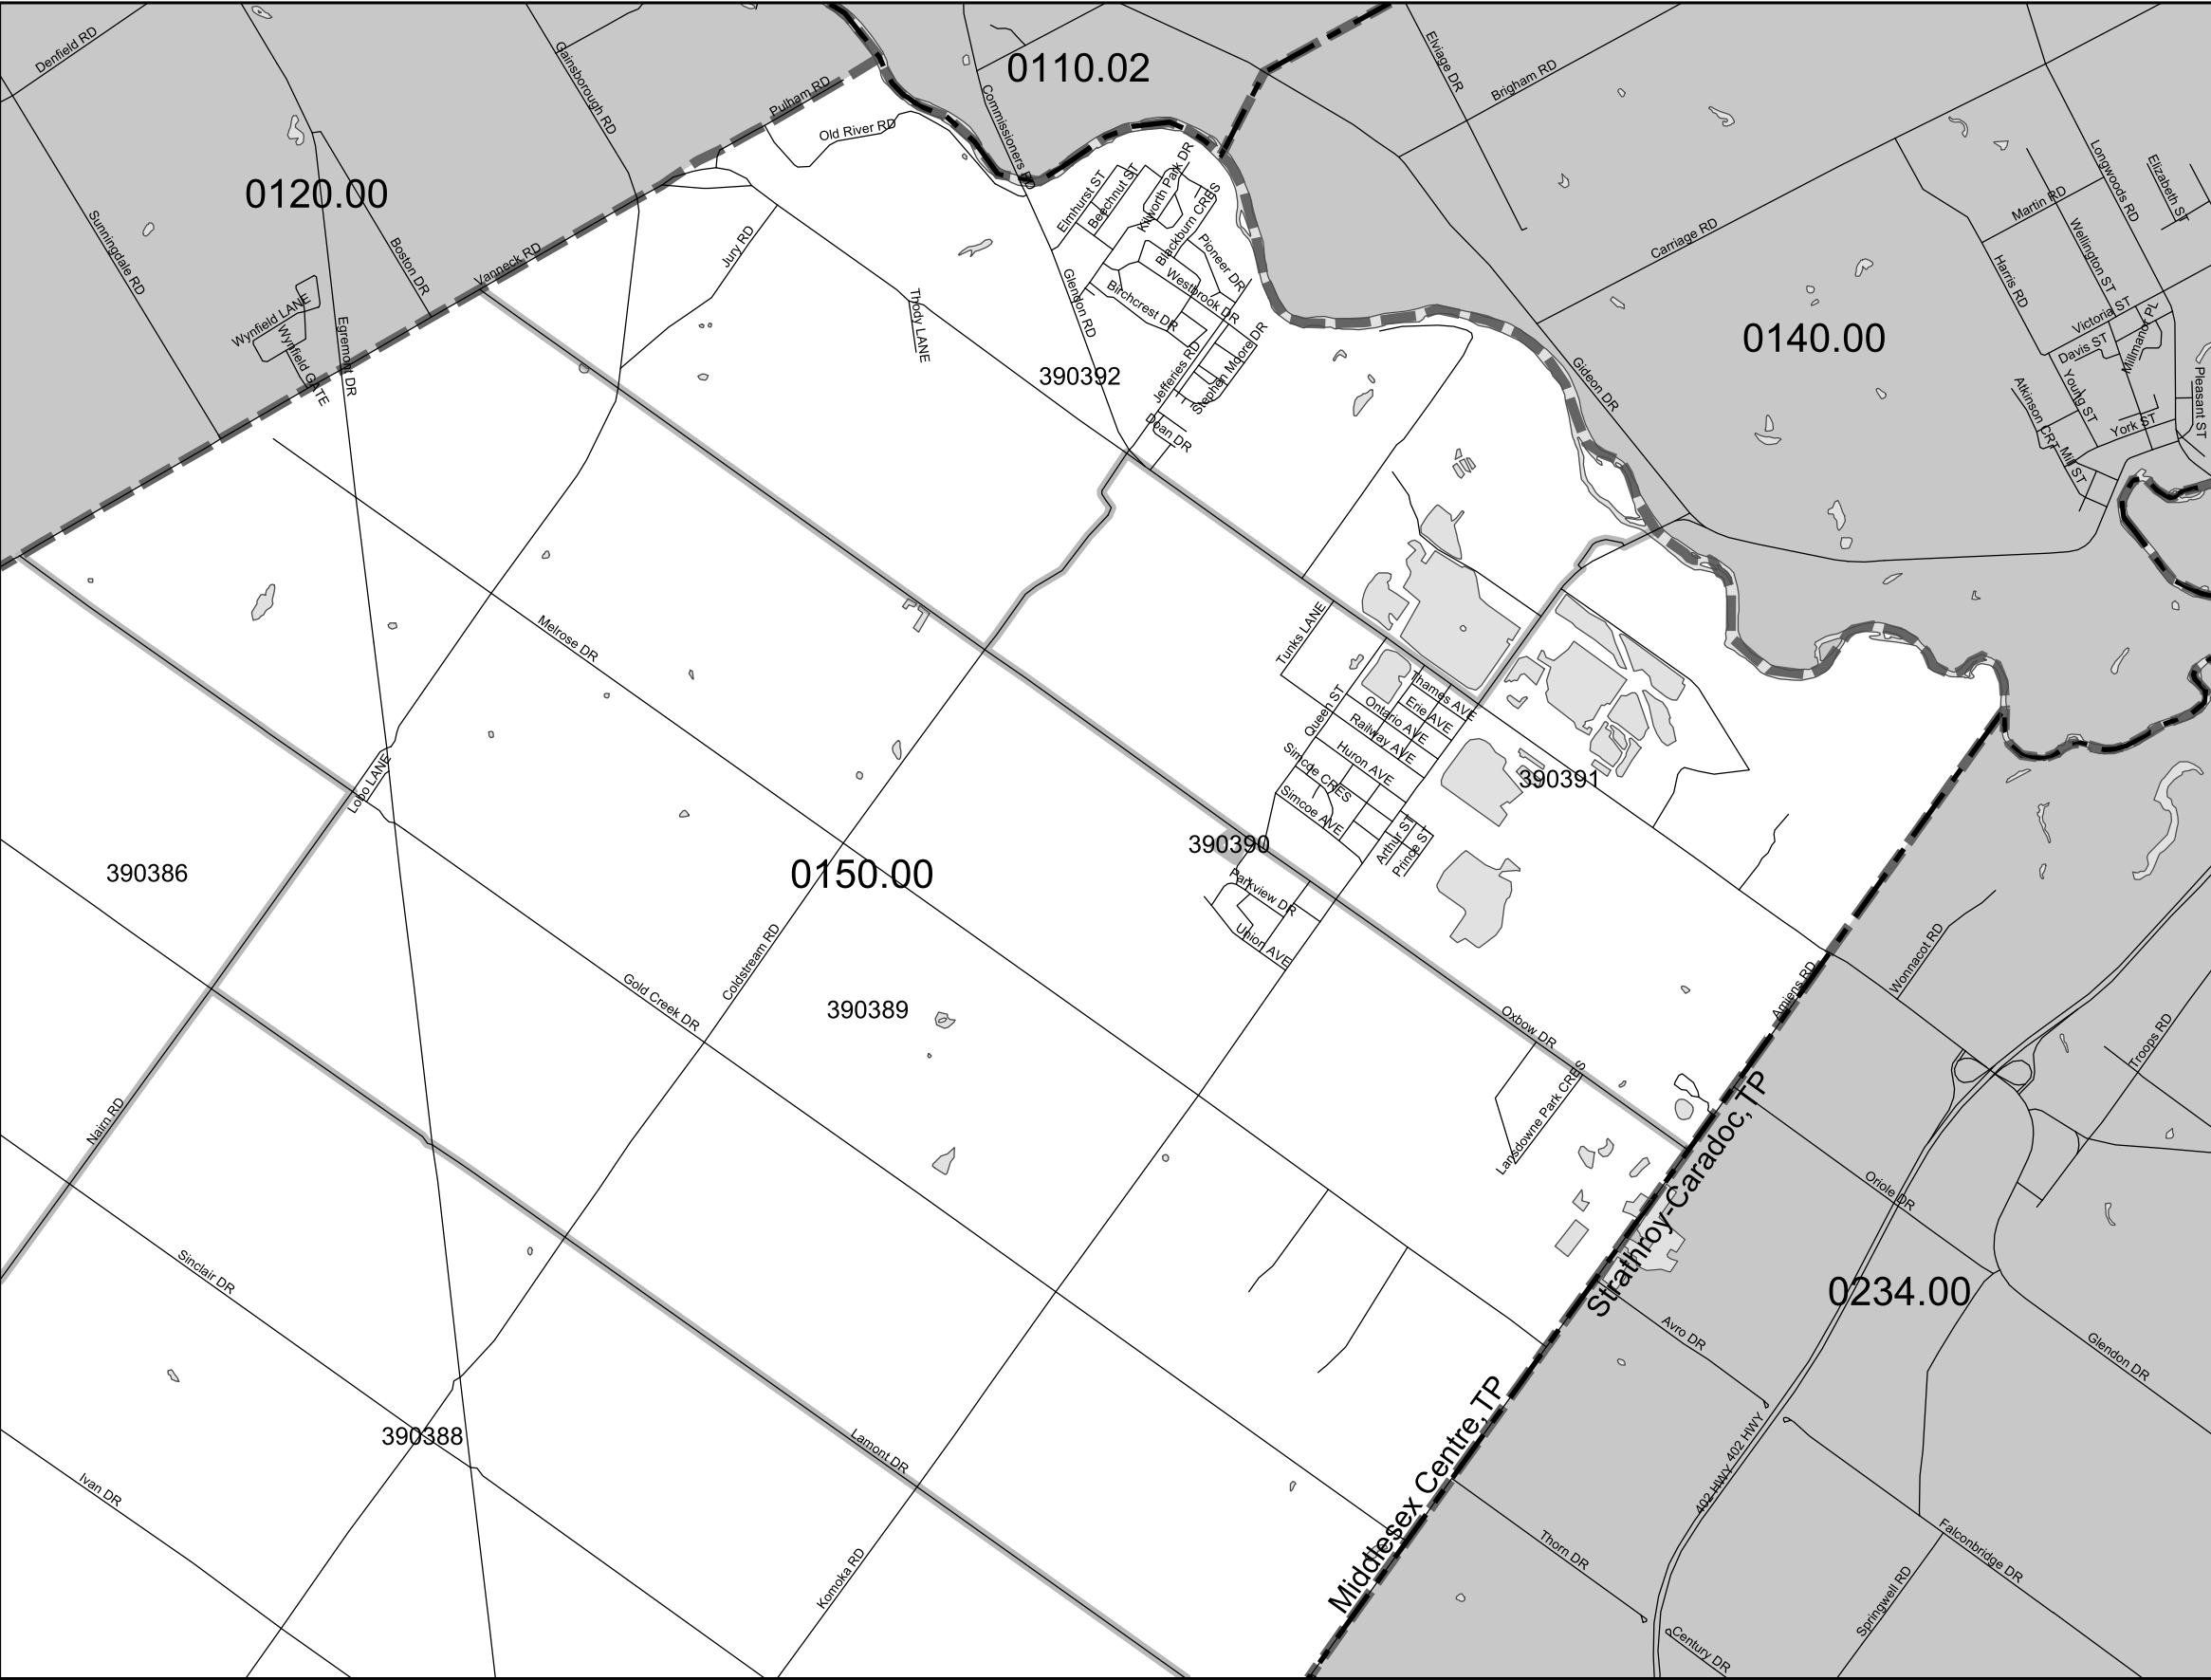 Denfield RD
Gainsborough RD
0110.02
Elviage DR
Brigham RD
Pulham RD
Commissioners RD
Old River RD
0120.00
Longwoods RD
Elizabeth ST
Martin RD
Sunningdale RD
Boston DR
Vanneck RD
Jury RD
Elmhurst ST
Beechnut ST
Kilworth Park DR
Blackburn CRES
Pioneer DR
Carriage RD
Wellington ST
Harris RD
Wynfield LANE
Wynfield GATE
Egremont DR
Thody LANE
Glendon RD
Westbrook DR
Birchcrest DR
Jefferies RD
Stephen Moore DR
Doan DR
390392
Gideon DR
0140.00
Victoria ST
Davis ST
Millmanor PL
Young ST
Atkinson CRT
York ST
Mill ST
Pleasant ST
Melrose DR
Tunks LANE
Thames AVE
Erie AVE
Ontario AVE
Queen ST
Railway AVE
Huron AVE
Simcoe CRES
Simcoe AVE
Arthur ST
Prince ST
390391
Lobo LANE
390386
0150.00
390390
Parkview DR
Union AVE
Coldstream RD
Gold Creek DR
390389
Wonnacot RD
Amiens RD
Oxbow DR
Troops RD
Lansdowne Park CRES
Nairn RD
Strathroy-Caradoc, TP
Oriole DR
Sinclair DR
0234.00
Avro DR
Glendon DR
Middlesex Centre, TP
390388
Lamont DR
Ivan DR
402 HWY
402 HWY
Komoka RD
Thorn DR
Falconbridge DR
Springwell RD
Century DR